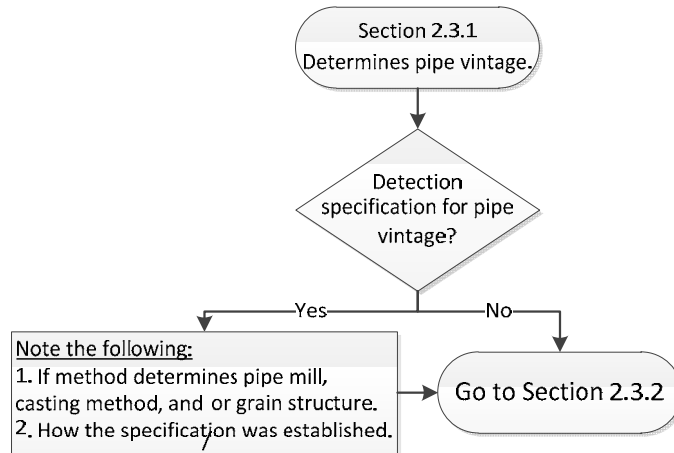 Section 2.3.1
Determines pipe vintage.
Detection
specification for pipe
vintage?
Yes
No
Note the following:
1. If method determines pipe mill,
casting method, and or grain structure.
2. How the specification was established.
Go to Section 2.3.2